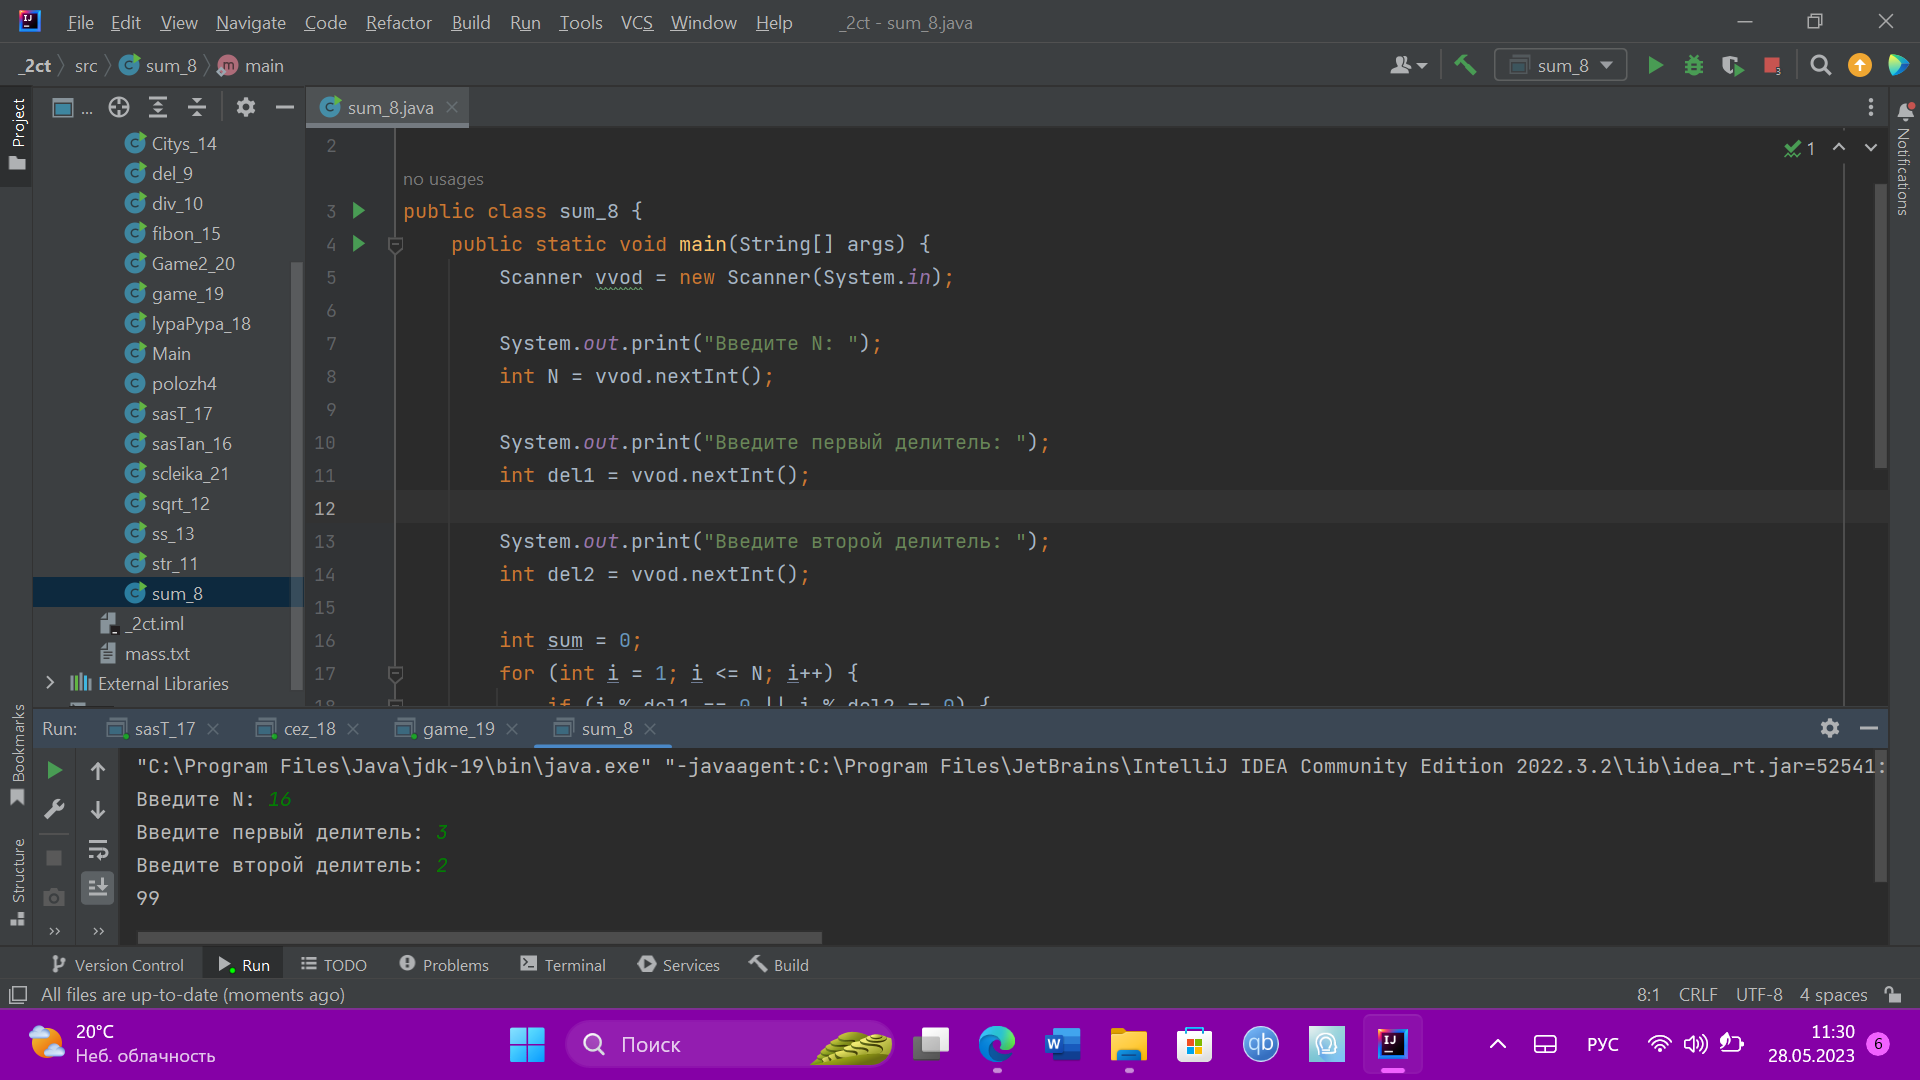 File Edit View Navigate Code Refactor Build Run Tools VCS Window Help _2ct - sum_8.java
_2ct src sum_8 main
sum_8
Project
...
sum_8.java
Notifications
Citys_14
del_9
div_10
fibon_15
Game2_20
game_19
lypaPypa_18
Main
polozh4
sasT_17
sasTan_16
scleika_21
sqrt_12
ss_13
str_11
sum_8
_2ct.iml
mass.txt
External Libraries
1
2
no usages
3 public class sum_8 {
4 public static void main(String[] args) {
5 Scanner vvod = new Scanner(System.in);
6
7 System.out.print("Введите N: ");
8 int N = vvod.nextInt();
9
10 System.out.print("Введите первый делитель: ");
11 int del1 = vvod.nextInt();
12
13 System.out.print("Введите второй делитель: ");
14 int del2 = vvod.nextInt();
15
16 int sum = 0;
17 for (int i = 1; i <= N; i++) {
18 if (i % del1 == 0 || i % del2 == 0) {
Run: sasT_17 cez_18 game_19 sum_8
Bookmarks
Structure
"C:\Program Files\Java\jdk-19\bin\java.exe" "-javaagent:C:\Program Files\JetBrains\IntelliJ IDEA Community Edition 2022.3.2\lib\idea_rt.jar=52541:
Введите N: 16
Введите первый делитель: 3
Введите второй делитель: 2
99
Version Control Run TODO Problems Terminal Services Build
All files are up-to-date (moments ago) 8:1 CRLF UTF-8 4 spaces
20°C
Неб. облачность
Поиск
W
qb
IJ
РУС
11:30
28.05.2023
6